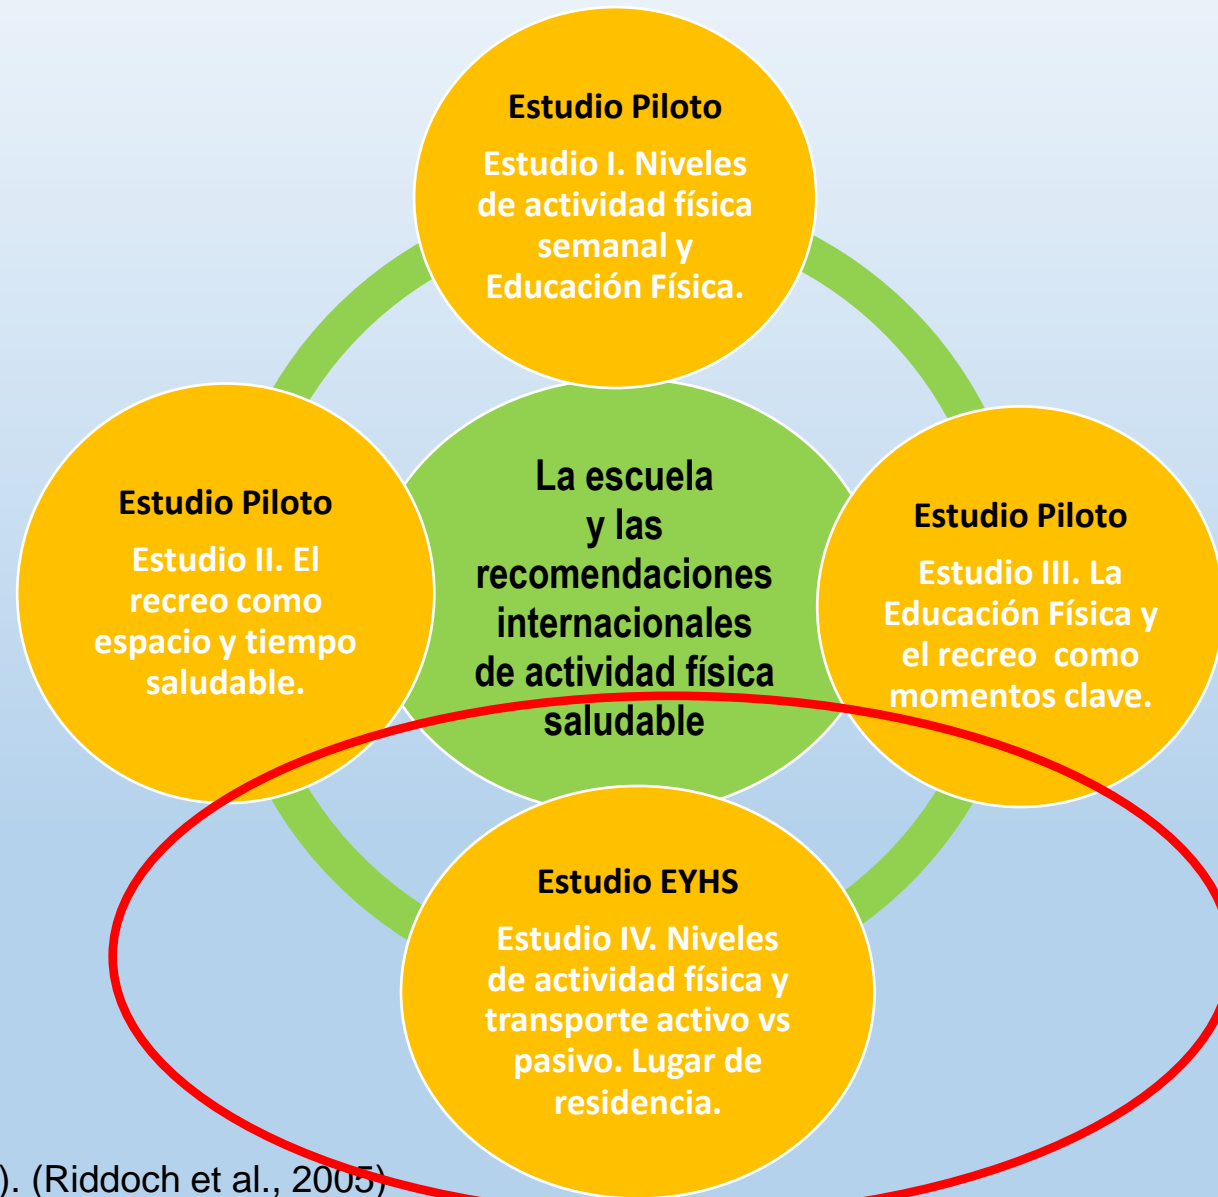 Estudio Piloto
Estudio I. Niveles
de actividad física
semanal y
Educación Física.
Estudio Piloto
Estudio II. El
recreo como
espacio y tiempo
saludable.
La escuela
y las
recomendaciones
internacionales
de actividad física
saludable
Estudio Piloto
Estudio III. La
Educación Física y
el recreo como
momentos clave.
Estudio EYHS
Estudio IV. Niveles
de actividad física y
transporte activo vs
pasivo. Lugar de
residencia.
). (Riddoch et al., 2005)